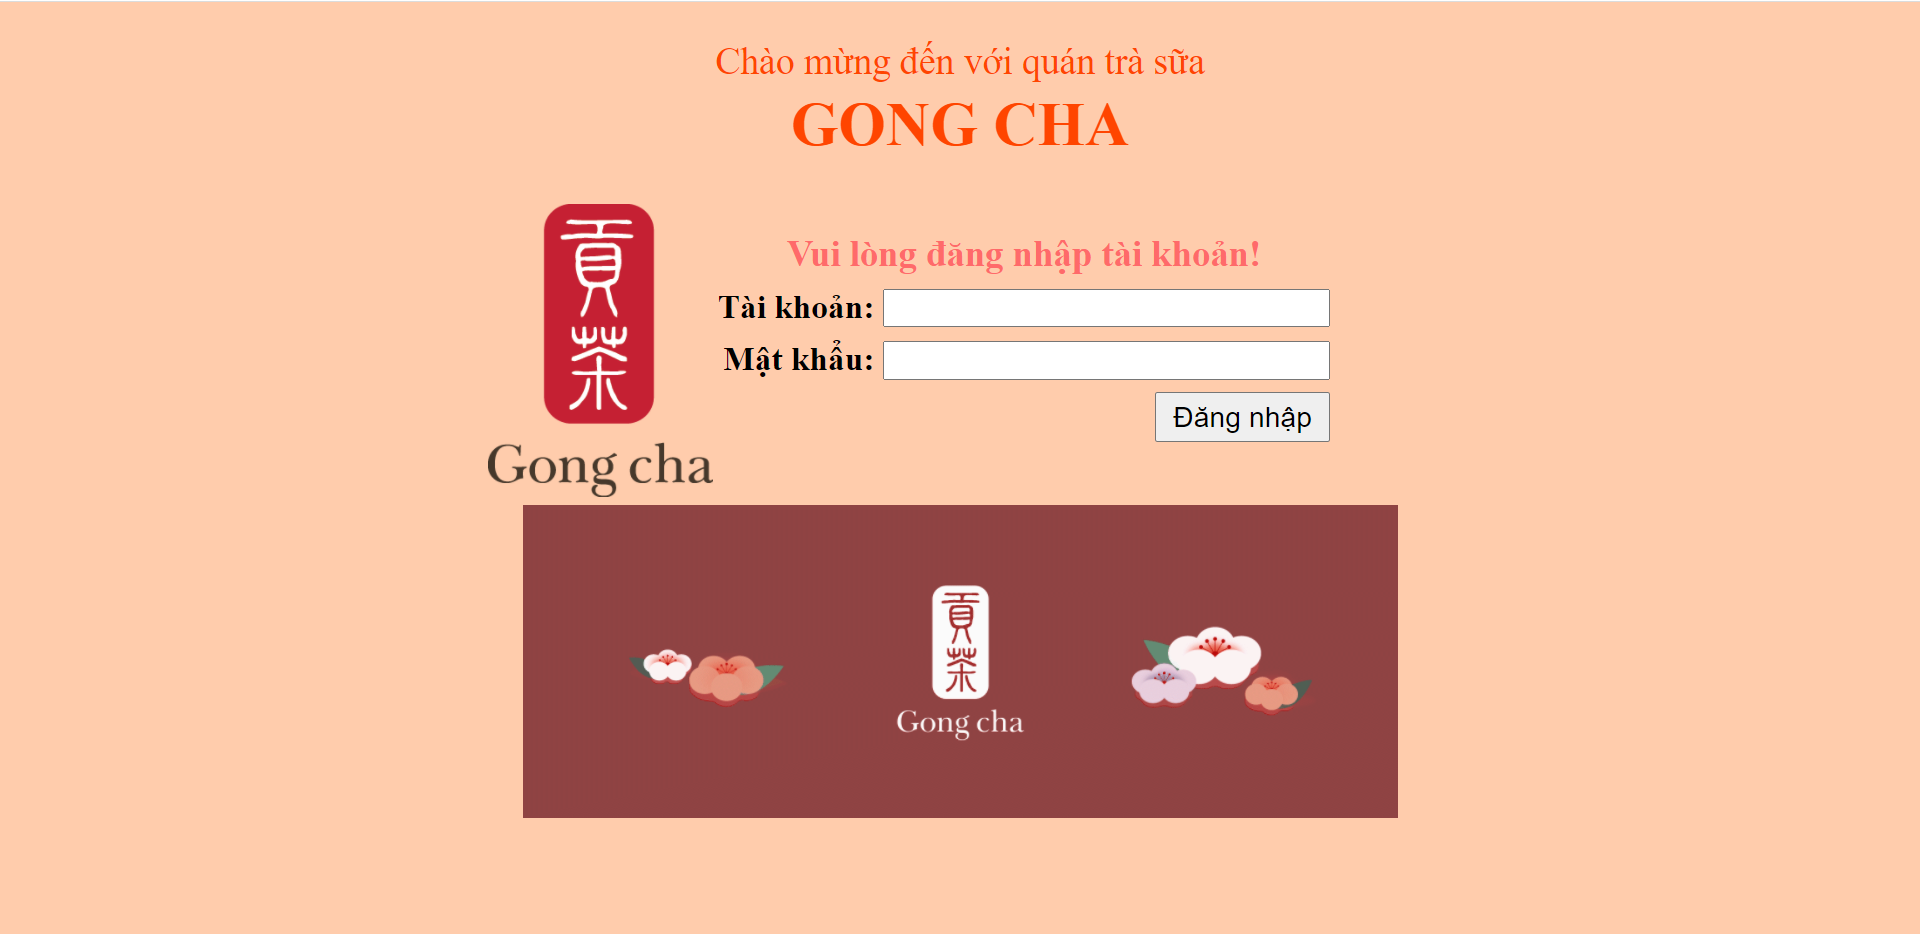 Chào mừng đến với quán trà sữa
GONG CHA
貢茶
Gong cha
Vui lòng đăng nhập tài khoản!
Tài khoản:
Mật khẩu:
Đăng nhập
貢茶
Gong cha